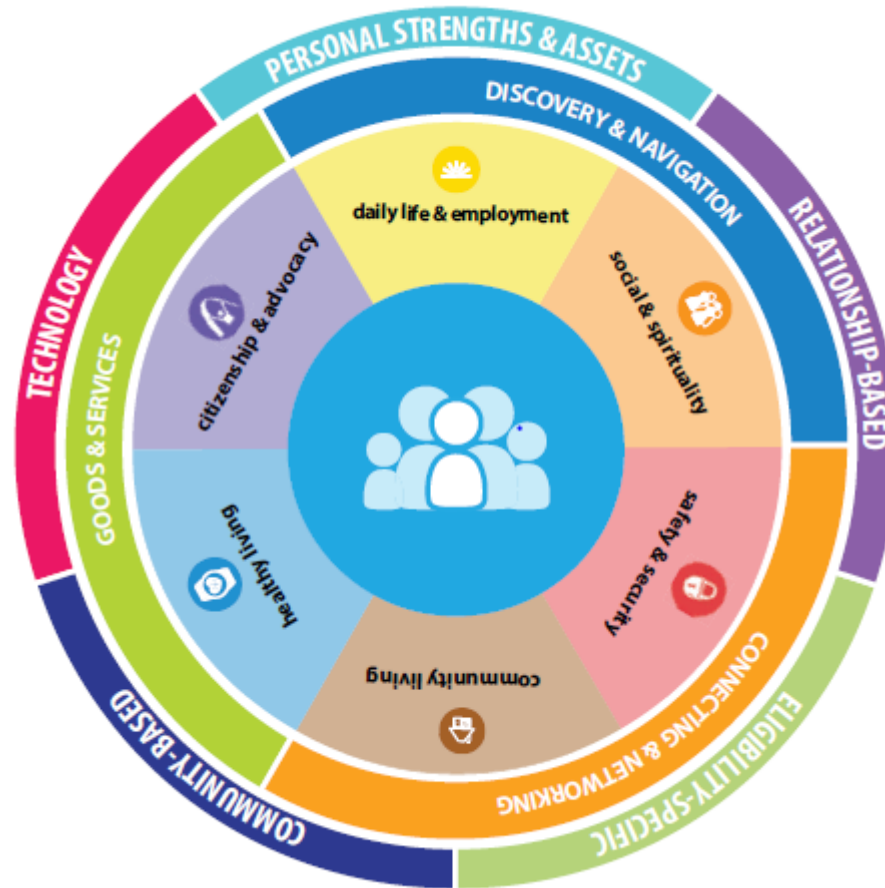 PERSONAL STRENGTHS & ASSETS
RELATIONSHIP-BASED
ELIGIBILITY-SPECIFIC
COMMUNITY-BASED
TECHNOLOGY
DISCOVERY & NAVIGATION
CONNECTING & NETWORKING
GOODS & SERVICES
daily life & employment
social & spirituality
safety & security
community living
healthy living
citizenship & advocacy